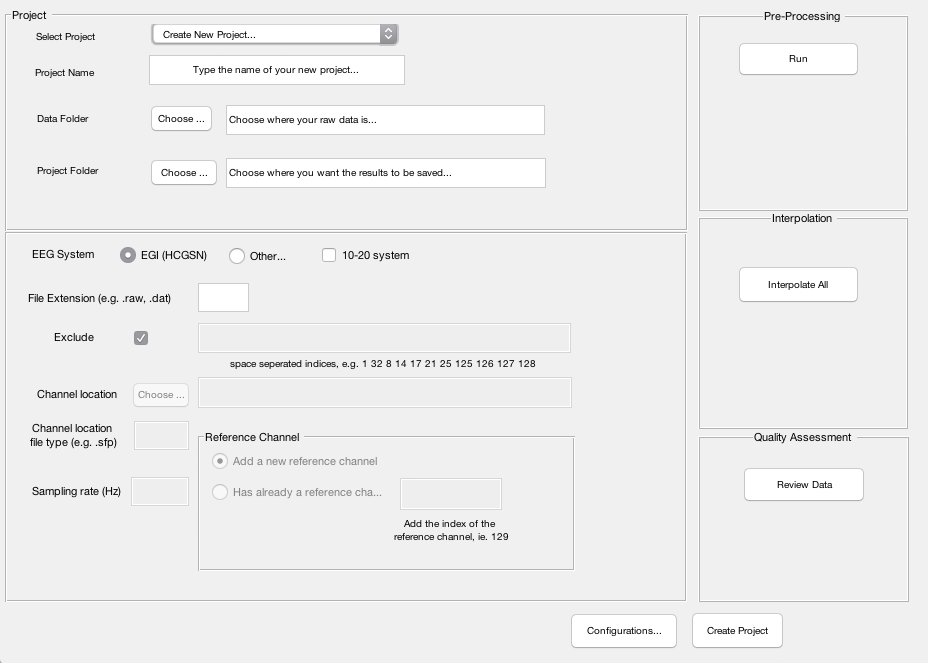 Project
Select Project
Create New Project...
Project Name
Type the name of your new project...
Data Folder
Choose ...
Choose where your raw data is...
Project Folder
Choose ...
Choose where you want the results to be saved...
EEG System
EGI (HCGSN)
Other...
10-20 system
File Extension (e.g. .raw, .dat)
Exclude
space seperated indices, e.g. 1 32 8 14 17 21 25 125 126 127 128
Channel location
Choose ...
Channel location
file type (e.g. .sfp)
Sampling rate (Hz)
Reference Channel
Add a new reference channel
Has already a reference cha...
Add the index of the
reference channel, ie. 129
Pre-Processing
Run
Interpolation
Interpolate All
Quality Assessment
Review Data
Configurations...
Create Project